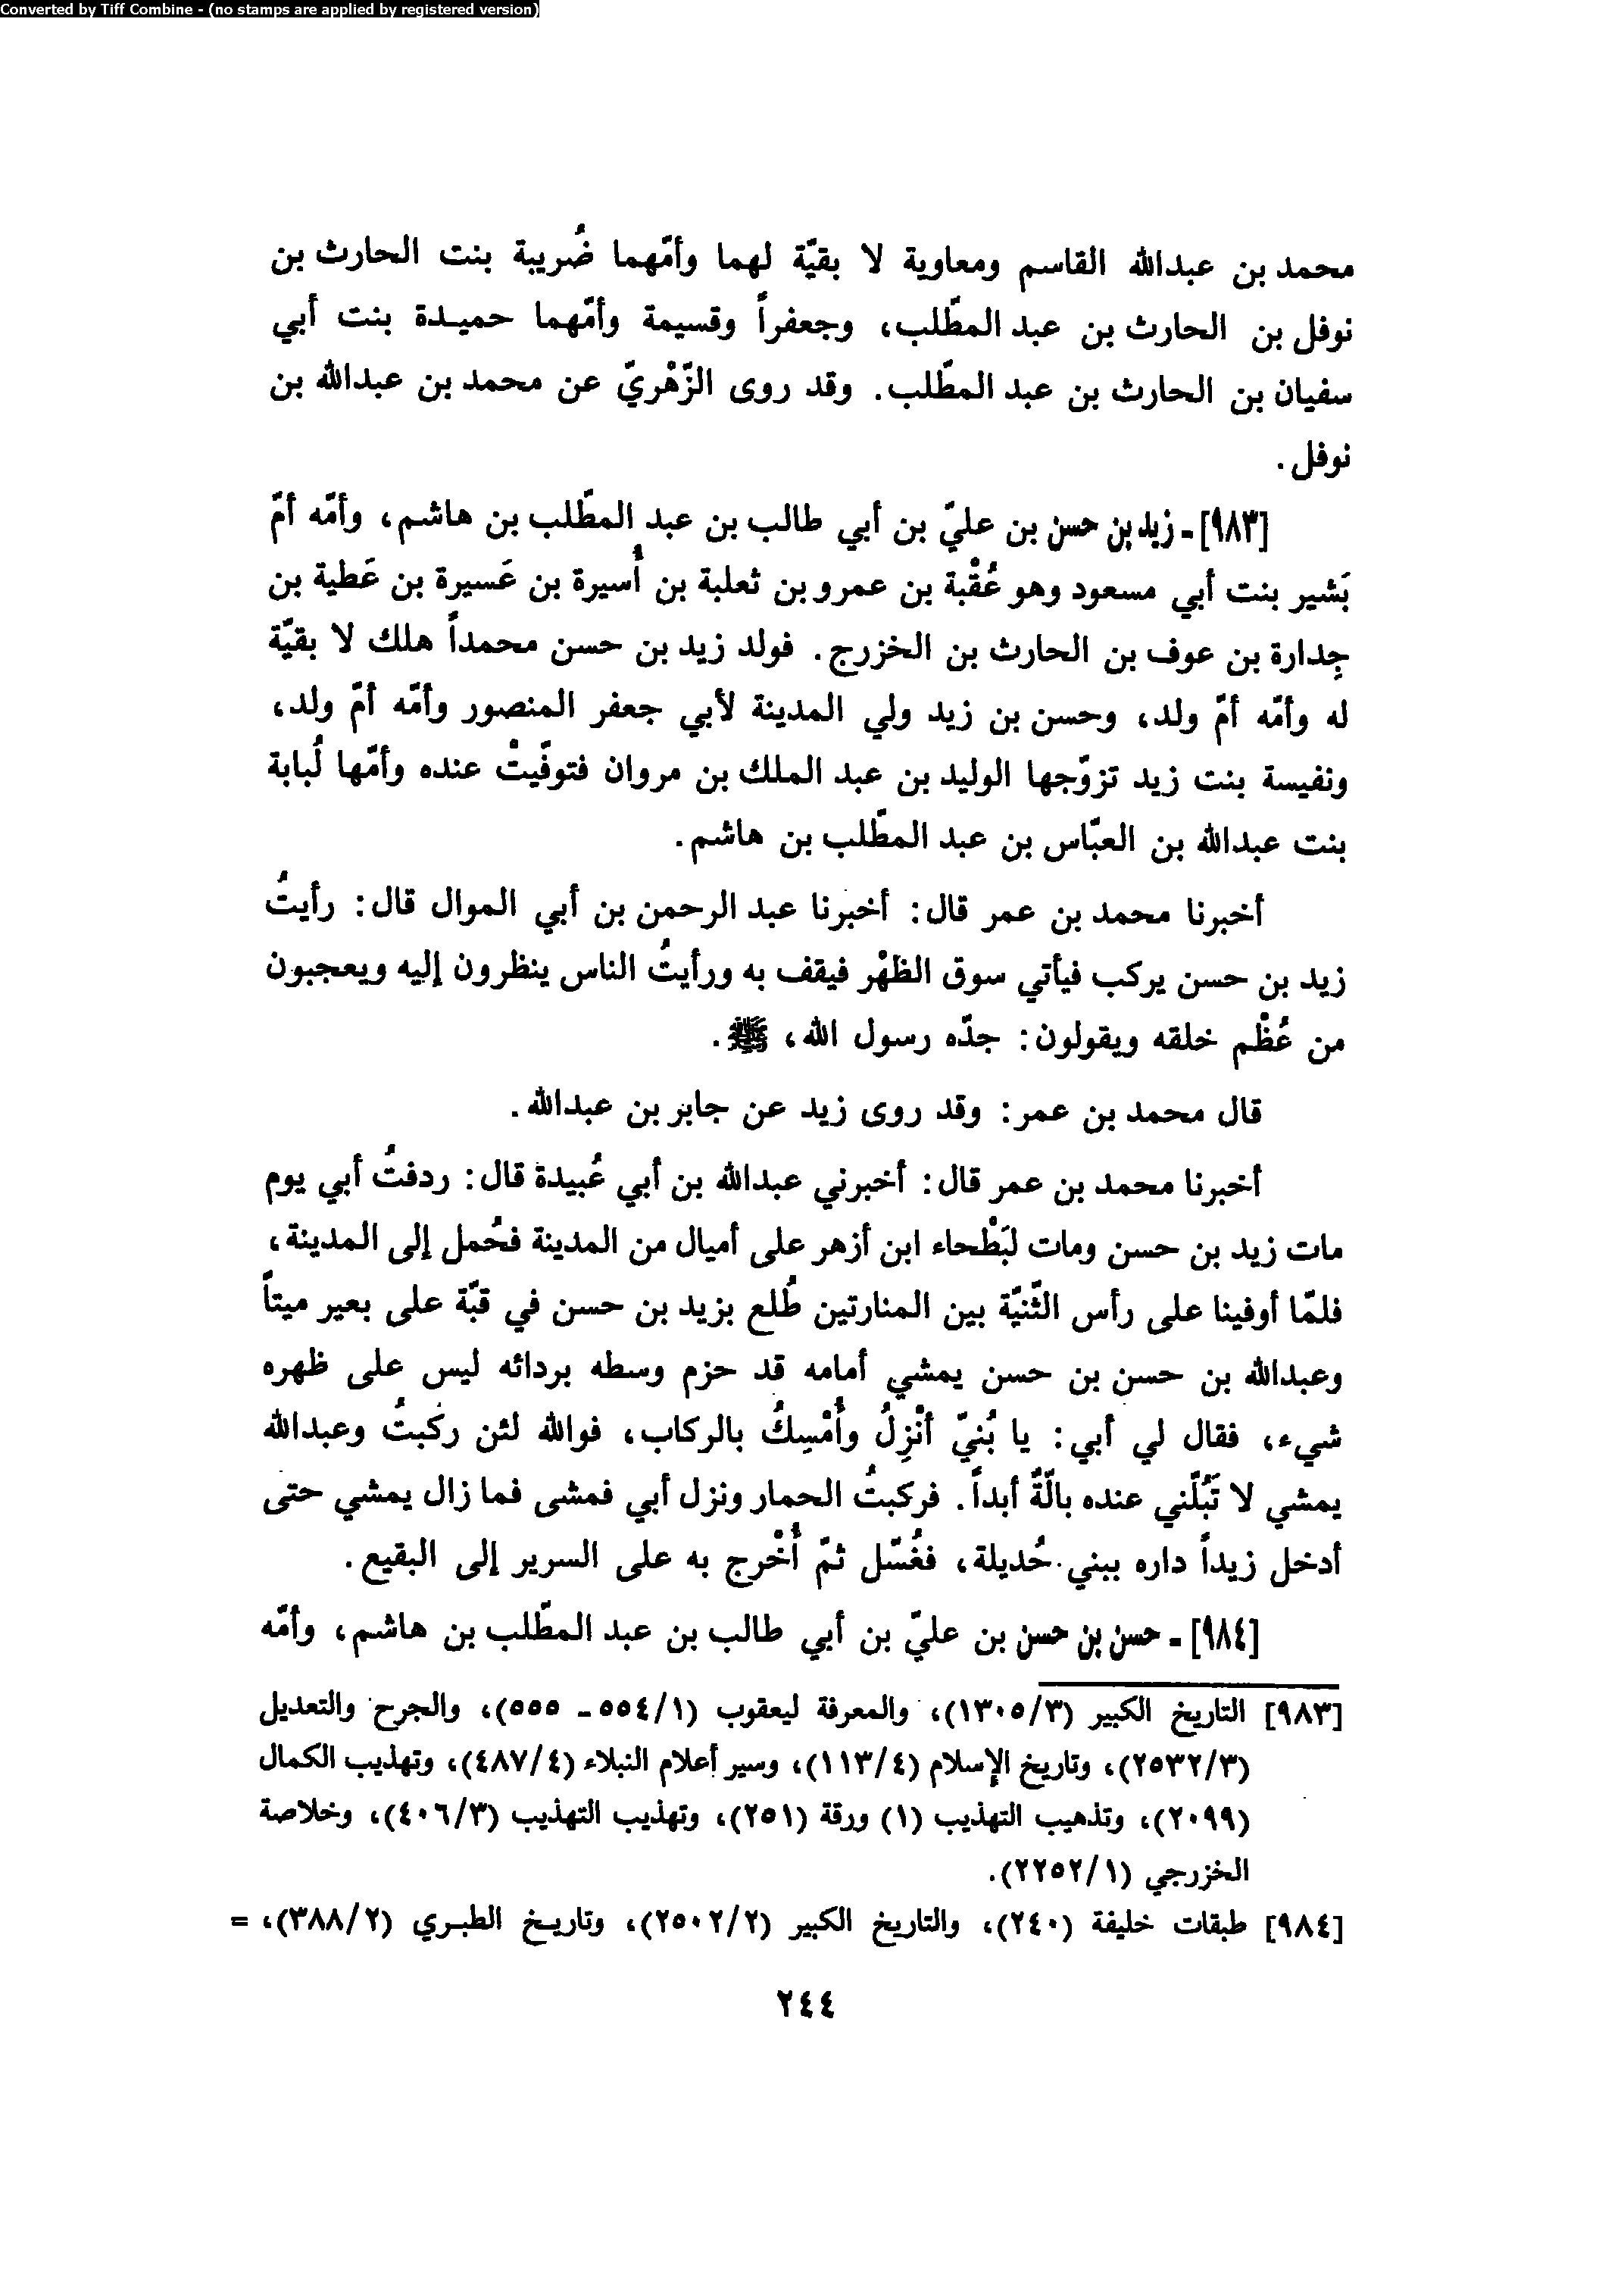 Converted by Tiff Combine - (no stamps are applied by registered version)
محمد بن عبدالله القاسم ومعاوية لا بقيّة لهما وأمّهما ضُريبة بنت الحارث بن
نوفل بن الحارث بن عبد المطّلب، وجعفراً وقسيمة وأمّهما حميدة بنت أبي
سفيان بن الحارث بن عبد المطّلب. وقد روى الزّهْريّ عن محمد بن عبدالله بن
نوفل.
[٩٨٣] - زيد بن حسن بن عليّ بن أبي طالب بن عبد المطّلب بن هاشم، وأمّه أمّ
بَشير بنت أبي مسعود وهو عُقْبة بن عمرو بن ثعلبة بن أُسيرة بن عَسيرة بن عَطية بن
جِدارة بن عوف بن الحارث بن الخزرج. فولد زيد بن حسن محمداً هلك لا بقيّة
له وأمّه أمّ ولد، وحسن بن زيد ولي المدينة لأبي جعفر المنصور وأمّه أمّ ولد،
ونفيسة بنت زيد تزوّجها الوليد بن عبد الملك بن مروان فتوفّيتْ عنده وأمّها لُبابة
بنت عبدالله بن العبّاس بن عبد المطّلب بن هاشم.
أخبرنا محمد بن عمر قال: أخبرنا عبد الرحمن بن أبي الموال قال: رأيتُ
زيد بن حسن يركب فيأتي سوق الظهْر فيقف به ورأيتُ الناس ينظرون إليه ويعجبون
من عُظْم خلقه ويقولون: جدّه رسول الله، ﷺ.
قال محمد بن عمر: وقد روى زيد عن جابر بن عبدالله.
أخبرنا محمد بن عمر قال: أخبرني عبدالله بن أبي عُبيدة قال: ردفتُ أبي يوم
مات زيد بن حسن ومات لبَطْحاء ابن أزهر على أميال من المدينة فحُمل إلى المدينة،
فلمّا أوفينا على رأس الثّنيّة بين المنارتين طُلع بزيد بن حسن في قبّة على بعير ميتاً
وعبدالله بن حسن بن حسن يمشي أمامه قد حزم وسطه بردائه ليس على ظهره
شيء، فقال لي أبي: يا بُنيّ أنْزِلُ وأُمْسِكُ بالركاب، فوالله لئن ركبتُ وعبدالله
يمشي لا تَبُلّني عنده بالّةٌ أبداً. فركبتُ الحمار ونزل أبي فمشى فما زال يمشي حتى
أدخل زيداً داره ببني حُديلة، فغُسّل ثمّ أُخْرج به على السرير إلى البقيع.
[٩٨٤] - حسن بن حسن بن عليّ بن أبي طالب بن عبد المطّلب بن هاشم، وأمّه
[٩٨٣] التاريخ الكبير (١٣٠٥/٣)، والمعرفة ليعقوب (٥٥٤/١ - ٥٥٥)، والجرح والتعديل
(٢٥٣٢/٣)، وتاريخ الإسلام (١١٣/٤)، وسير أعلام النبلاء (٤٨٧/٤)، وتهذيب الكمال
(٢٠٩٩)، وتذهيب التهذيب (١) ورقة (٢٥١)، وتهذيب التهذيب (٤٠٦/٣)، وخلاصة
الخزرجي (٢٢٥٢/١).
[٩٨٤] طبقات خليفة (٢٤٠)، والتاريخ الكبير (٢٥٠٢/٢)، وتاريخ الطبري (٣٨٨/٢)، =
٢٤٤